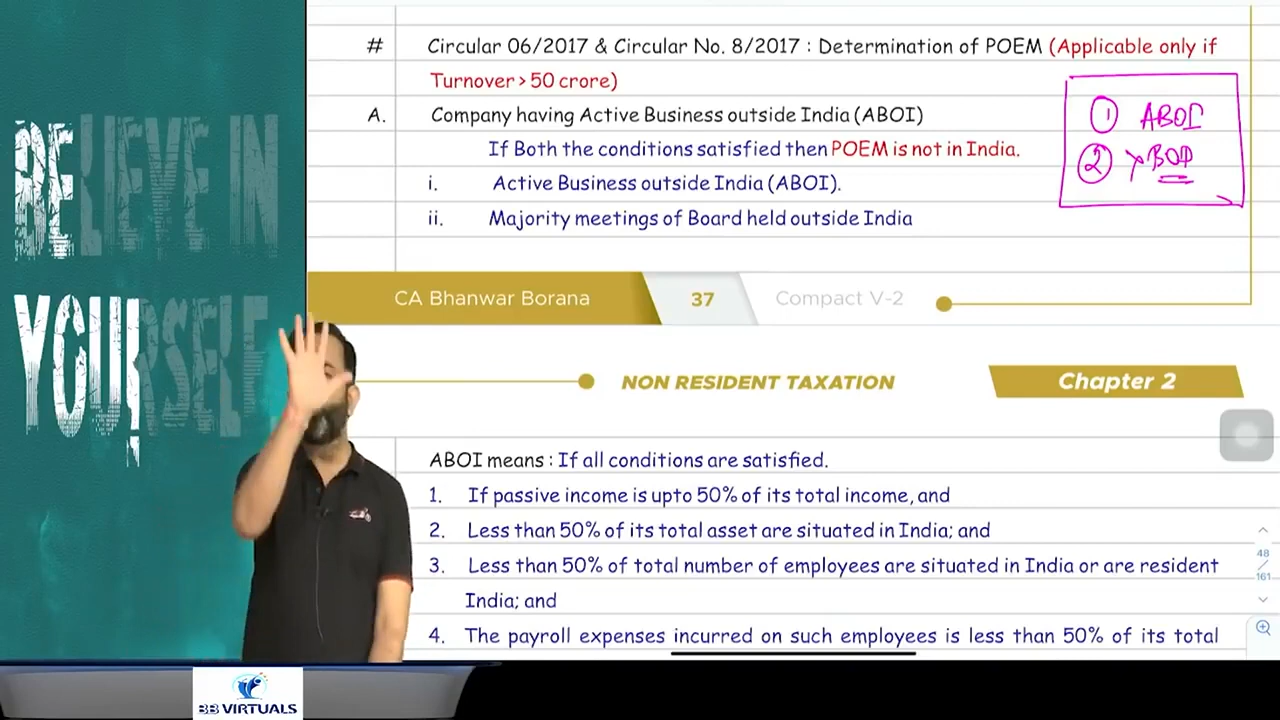 # Circular 06/2017 & Circular No. 8/2017 : Determination of POEM (Applicable only if
Turnover > 50 crore)
A. Company having Active Business outside India (ABOI)
If Both the conditions satisfied then POEM is not in India.
i. Active Business outside India (ABOI).
ii. Majority meetings of Board held outside India
1 ABOI
2
CA Bhanwar Borana 37 Compact V-2
NON RESIDENT TAXATION Chapter 2
ABOI means : If all conditions are satisfied.
1. If passive income is upto 50% of its total income, and
2. Less than 50% of its total asset are situated in India; and
3. Less than 50% of total number of employees are situated in India or are resident
India; and
4. The payroll expenses incurred on such employees is less than 50% of its total
BELIEVE IN
YOURSELF
48
/
161
BB VIRTUALS